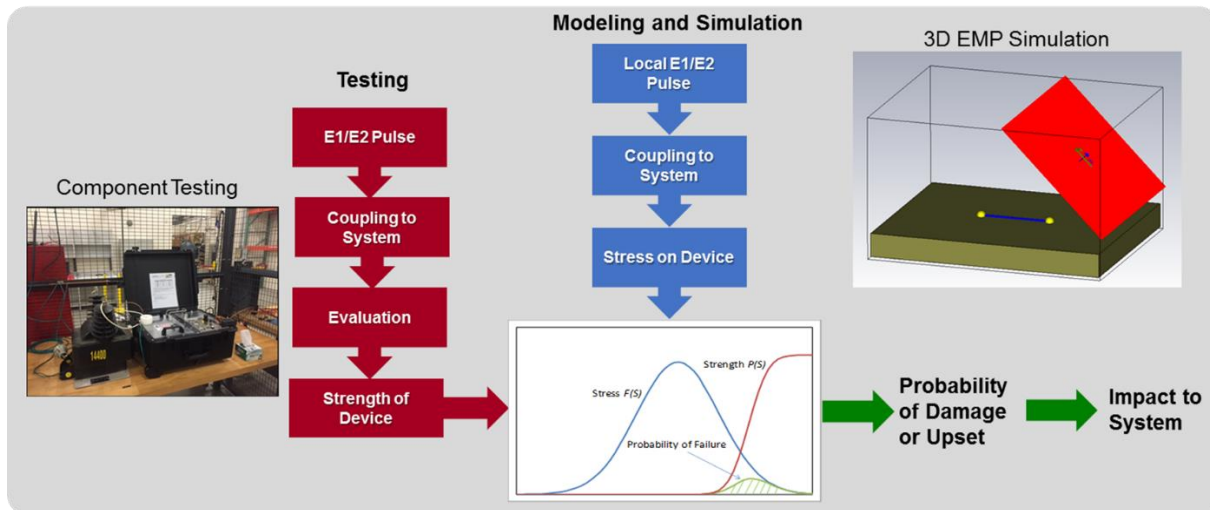 Modeling and Simulation
3D EMP Simulation
Testing
Local E1/E2
Pulse
E1/E2 Pulse
Coupling to
System
Component Testing
Coupling to
System
Stress on Device
Evaluation
14400
Strength of
Device
Stress F(S)
Strength P(S)
Probability of Failure
Probability
of Damage
or Upset
Impact to
System